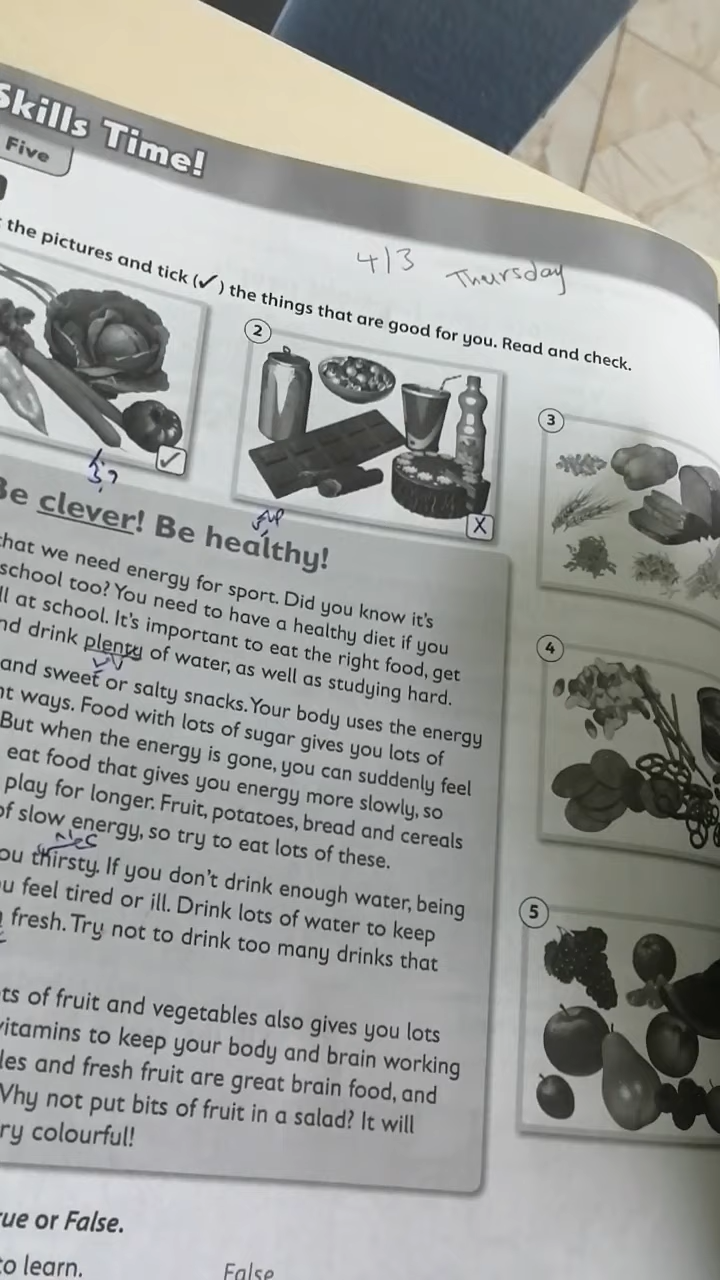 Skills Time!
Five
4/3 Thursday
the pictures and tick (✓) the things that are good for you. Read and check.
2
3
✓
X
Be clever! Be healthy!
that we need energy for sport. Did you know it's
school too? You need to have a healthy diet if you
ll at school. It's important to eat the right food, get
nd drink plenty of water, as well as studying hard.
4
and sweet or salty snacks. Your body uses the energy
nt ways. Food with lots of sugar gives you lots of
But when the energy is gone, you can suddenly feel
eat food that gives you energy more slowly, so
play for longer. Fruit, potatoes, bread and cereals
of slow energy, so try to eat lots of these.
ou thirsty. If you don't drink enough water, being
u feel tired or ill. Drink lots of water to keep
fresh. Try not to drink too many drinks that
5
ts of fruit and vegetables also gives you lots
vitamins to keep your body and brain working
les and fresh fruit are great brain food, and
Why not put bits of fruit in a salad? It will
ry colourful!
rue or False.
to learn.
False